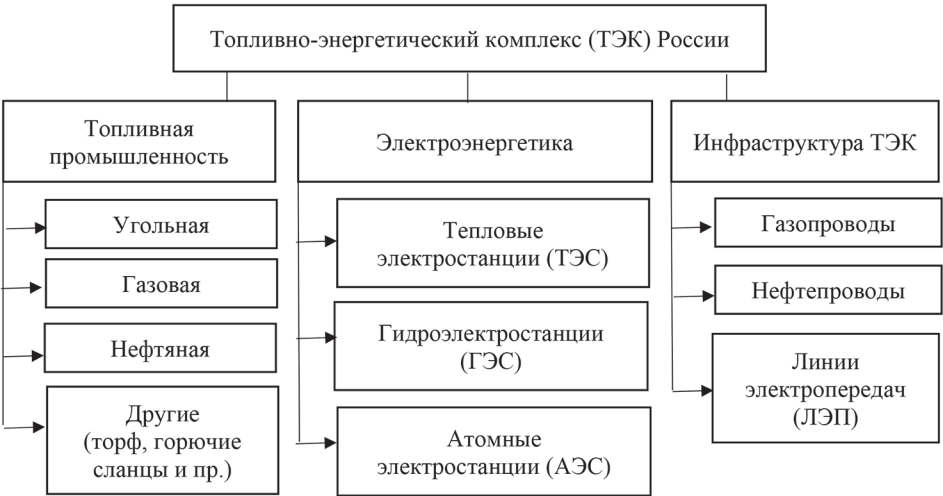 Топливно-энергетический комплекс (ТЭК) России
Топливная
промышленность
Угольная
Газовая
Нефтяная
Другие
(торф, горючие
сланцы и пр.)
Электроэнергетика
Тепловые
электростанции (ТЭС)
Гидроэлектростанции
(ГЭС)
Атомные
электростанции (АЭС)
Инфраструктура ТЭК
Газопроводы
Нефтепроводы
Линии
электропередач
(ЛЭП)